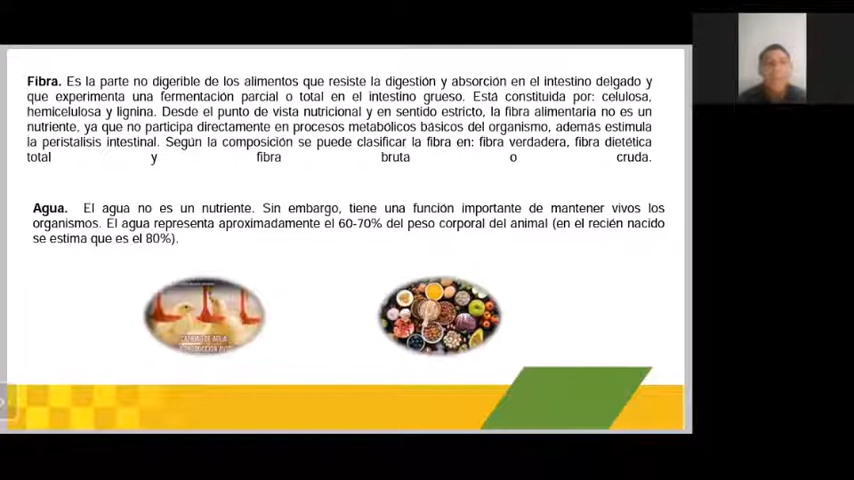 Fibra. Es la parte no digerible de los alimentos que resiste la digestión y absorción en el intestino delgado y
que experimenta una fermentación parcial o total en el intestino grueso. Está constituida por: celulosa,
hemicelulosa y lignina. Desde el punto de vista nutricional y en sentido estricto, la fibra alimentaria no es un
nutriente, ya que no participa directamente en procesos metabólicos básicos del organismo, además estimula
la peristalisis intestinal. Según la composición se puede clasificar la fibra en: fibra verdadera, fibra dietética
total y fibra bruta o cruda.
Agua. El agua no es un nutriente. Sin embargo, tiene una función importante de mantener vivos los
organismos. El agua representa aproximadamente el 60-70% del peso corporal del animal (en el recién nacido
se estima que es el 80%).
CALIDAD DE AGUA